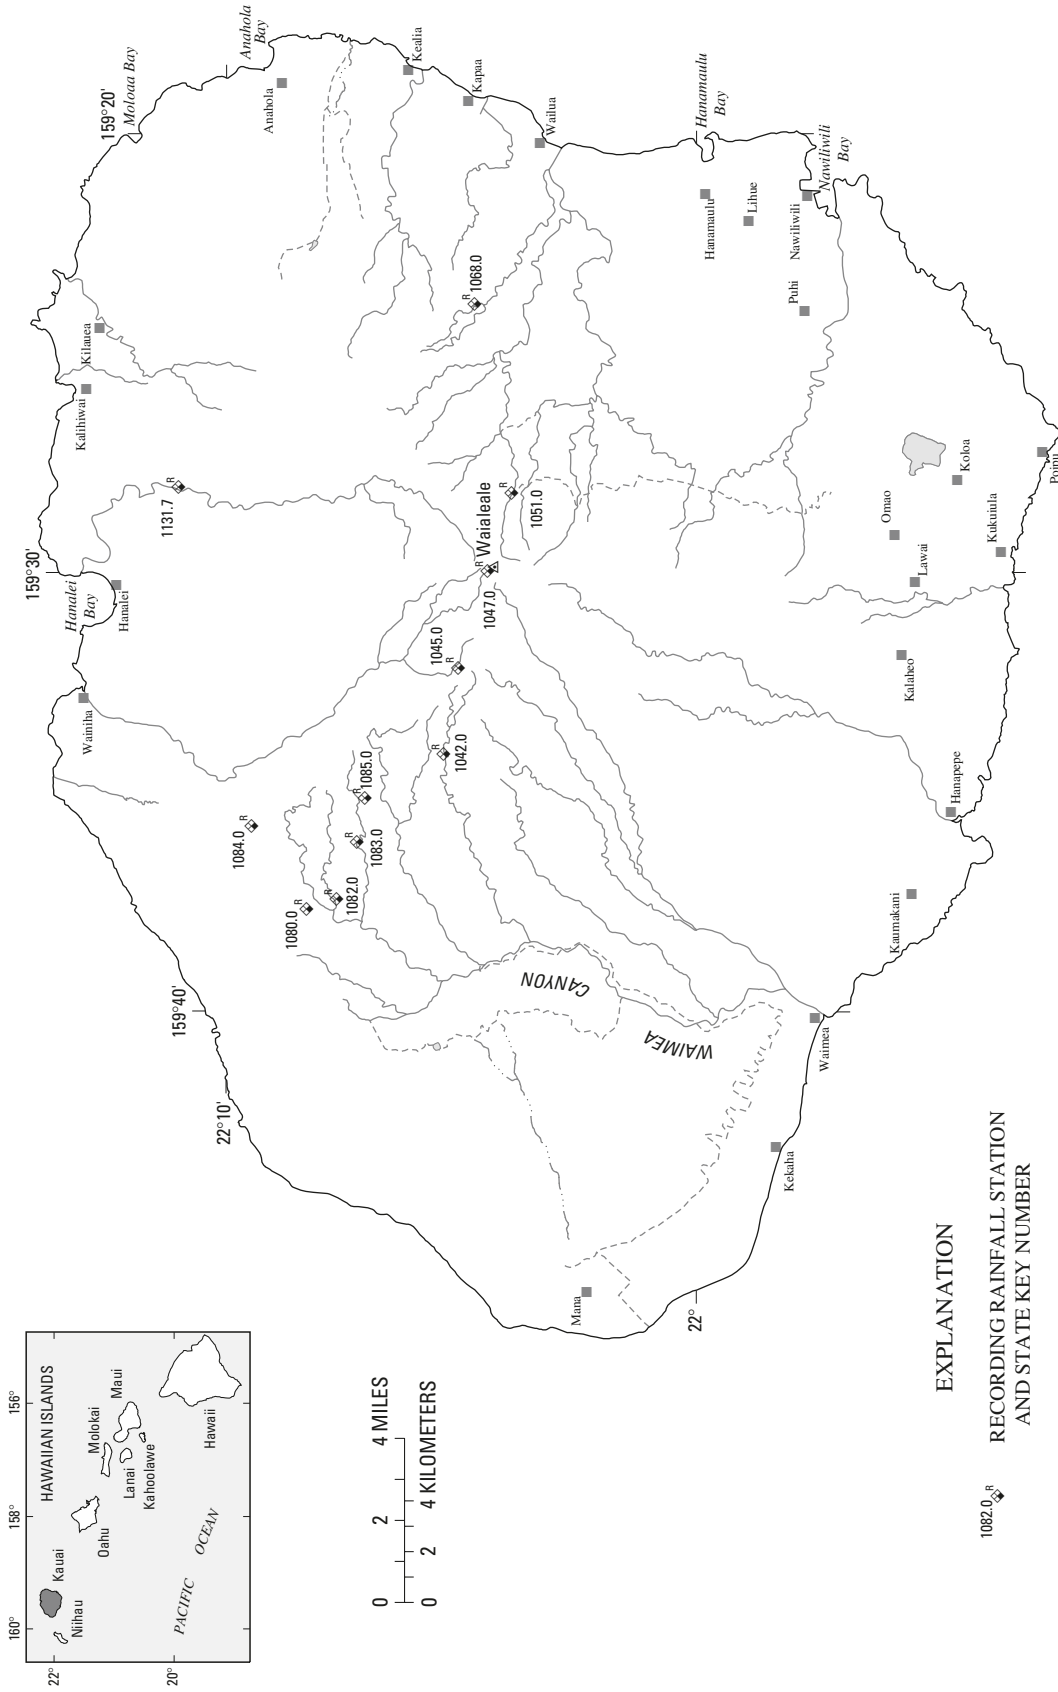 160°
158°
156°
22°
20°
HAWAIIAN ISLANDS
Kauai
Niihau
Oahu
Molokai
Lanai
Maui
Kahoolawe
Hawaii
PACIFIC OCEAN
0 2 4 MILES
0 2 4 KILOMETERS
159°40'
159°30'
159°20'
22°10'
22°
Hanalei
Bay
Hanalei
Wainiha
Kalihiwai
Kilauea
Moloaa Bay
Anahola
Bay
Anahola
Kealia
Kapaa
Wailua
Hanamaulu
Bay
Hanamaulu
Lihue
Nawiliwili
Nawiliwili
Bay
Puhi
Koloa
Omao
Lawai
Kukuiula
Poipu
Kalaheo
Hanapepe
Kaumakani
Waimea
Kekaha
Mana
WAIMEA
CANYON
Waialeale
1131.7
R
1084.0
R
1080.0
R
1082.0
R
1083.0
R
1085.0
R
1042.0
R
1045.0
R
1047.0
R
1051.0
R
1068.0
R
EXPLANATION
1082.0
R
RECORDING RAINFALL STATION
AND STATE KEY NUMBER